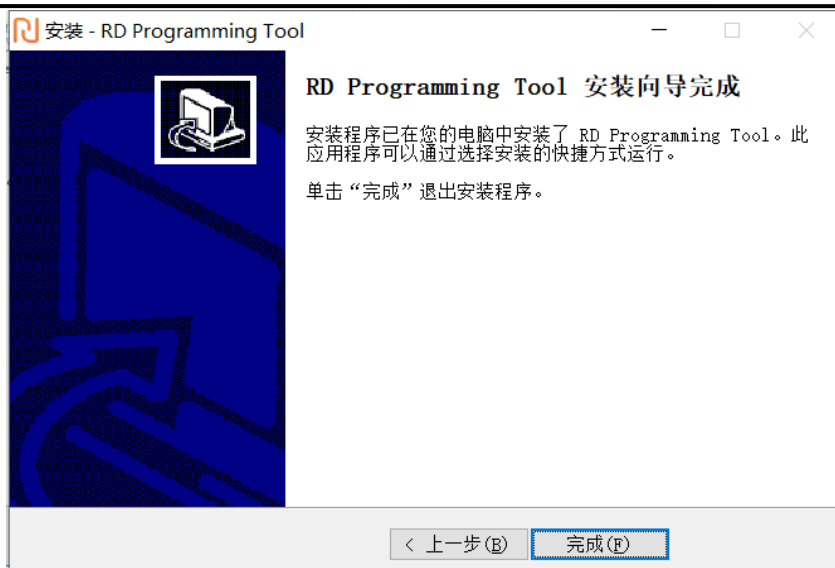 安装 - RD Programming Tool
RD Programming Tool 安装向导完成
安装程序已在您的电脑中安装了 RD Programming Tool。此
应用程序可以通过选择安装的快捷方式运行。
单击“完成”退出安装程序。
< 上一步(B)
完成(F)